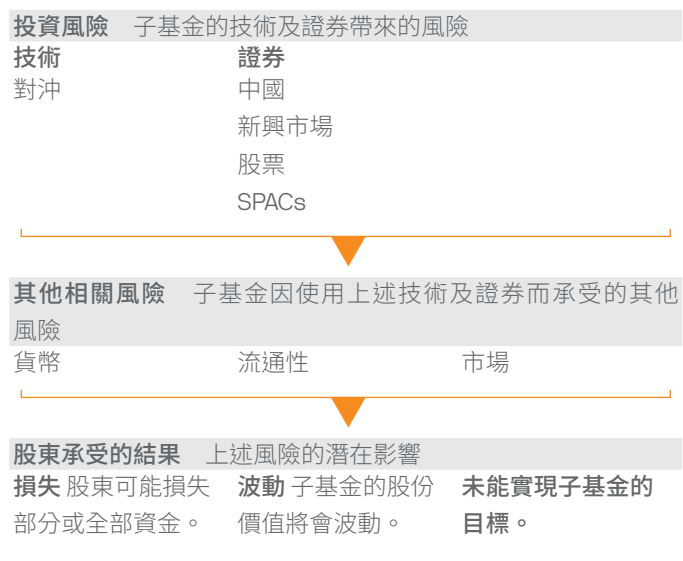 投資風險 子基金的技術及證券帶來的風險
技術 證券
對沖 中國
新興市場
股票
SPACs
其他相關風險 子基金因使用上述技術及證券而承受的其他
風險
貨幣 流通性 市場
股東承受的結果 上述風險的潛在影響
損失 股東可能損失 波動 子基金的股份 未能實現子基金的
部分或全部資金。 價值將會波動。 目標。